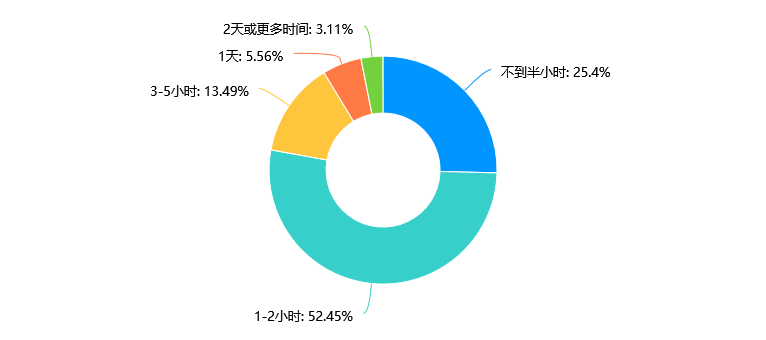 2天或更多时间: 3.11%
1天: 5.56%
不到半小时: 25.4%
3-5小时: 13.49%
1-2小时: 52.45%